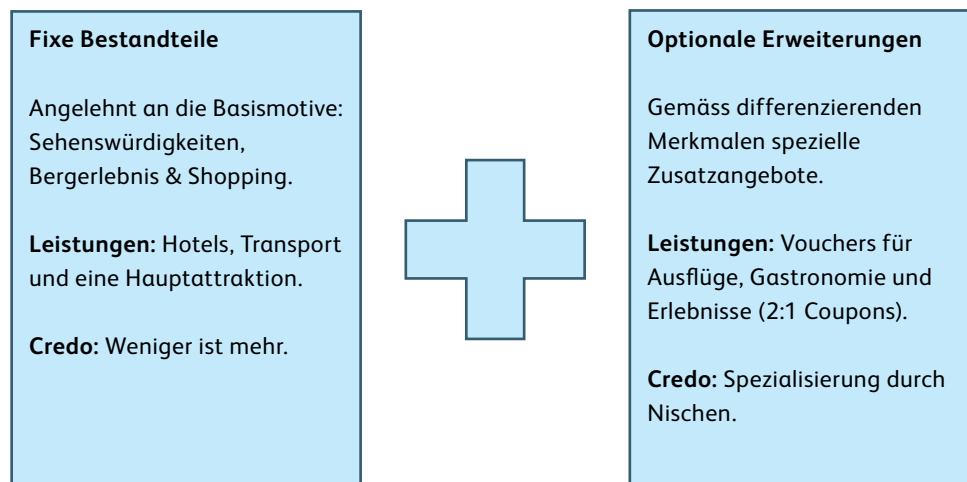 Fixe Bestandteile
Angelehnt an die Basismotive:
Sehenswürdigkeiten,
Bergerlebnis & Shopping.
Leistungen: Hotels, Transport
und eine Hauptattraktion.
Credo: Weniger ist mehr.
Optionale Erweiterungen
Gemäss differenzierenden
Merkmalen spezielle
Zusatzangebote.
Leistungen: Vouchers für
Ausflüge, Gastronomie und
Erlebnisse (2:1 Coupons).
Credo: Spezialisierung durch
Nischen.